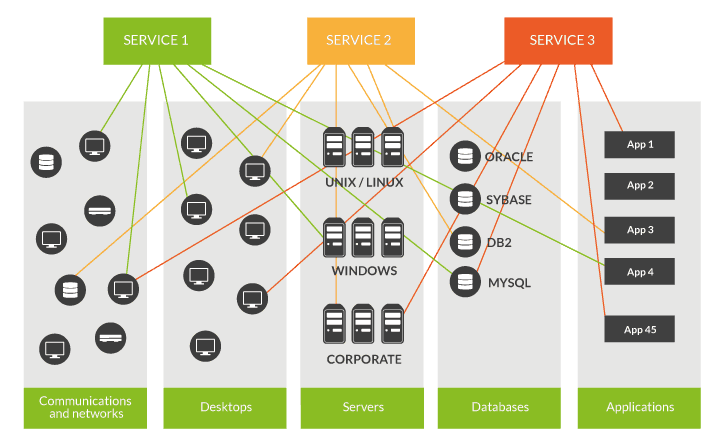 SERVICE 1
SERVICE 2
SERVICE 3
UNIX / LINUX
WINDOWS
CORPORATE
ORACLE
SYBASE
DB2
MYSQL
App 1
App 2
App 3
App 4
App 45
Communications
and networks
Desktops
Servers
Databases
Applications